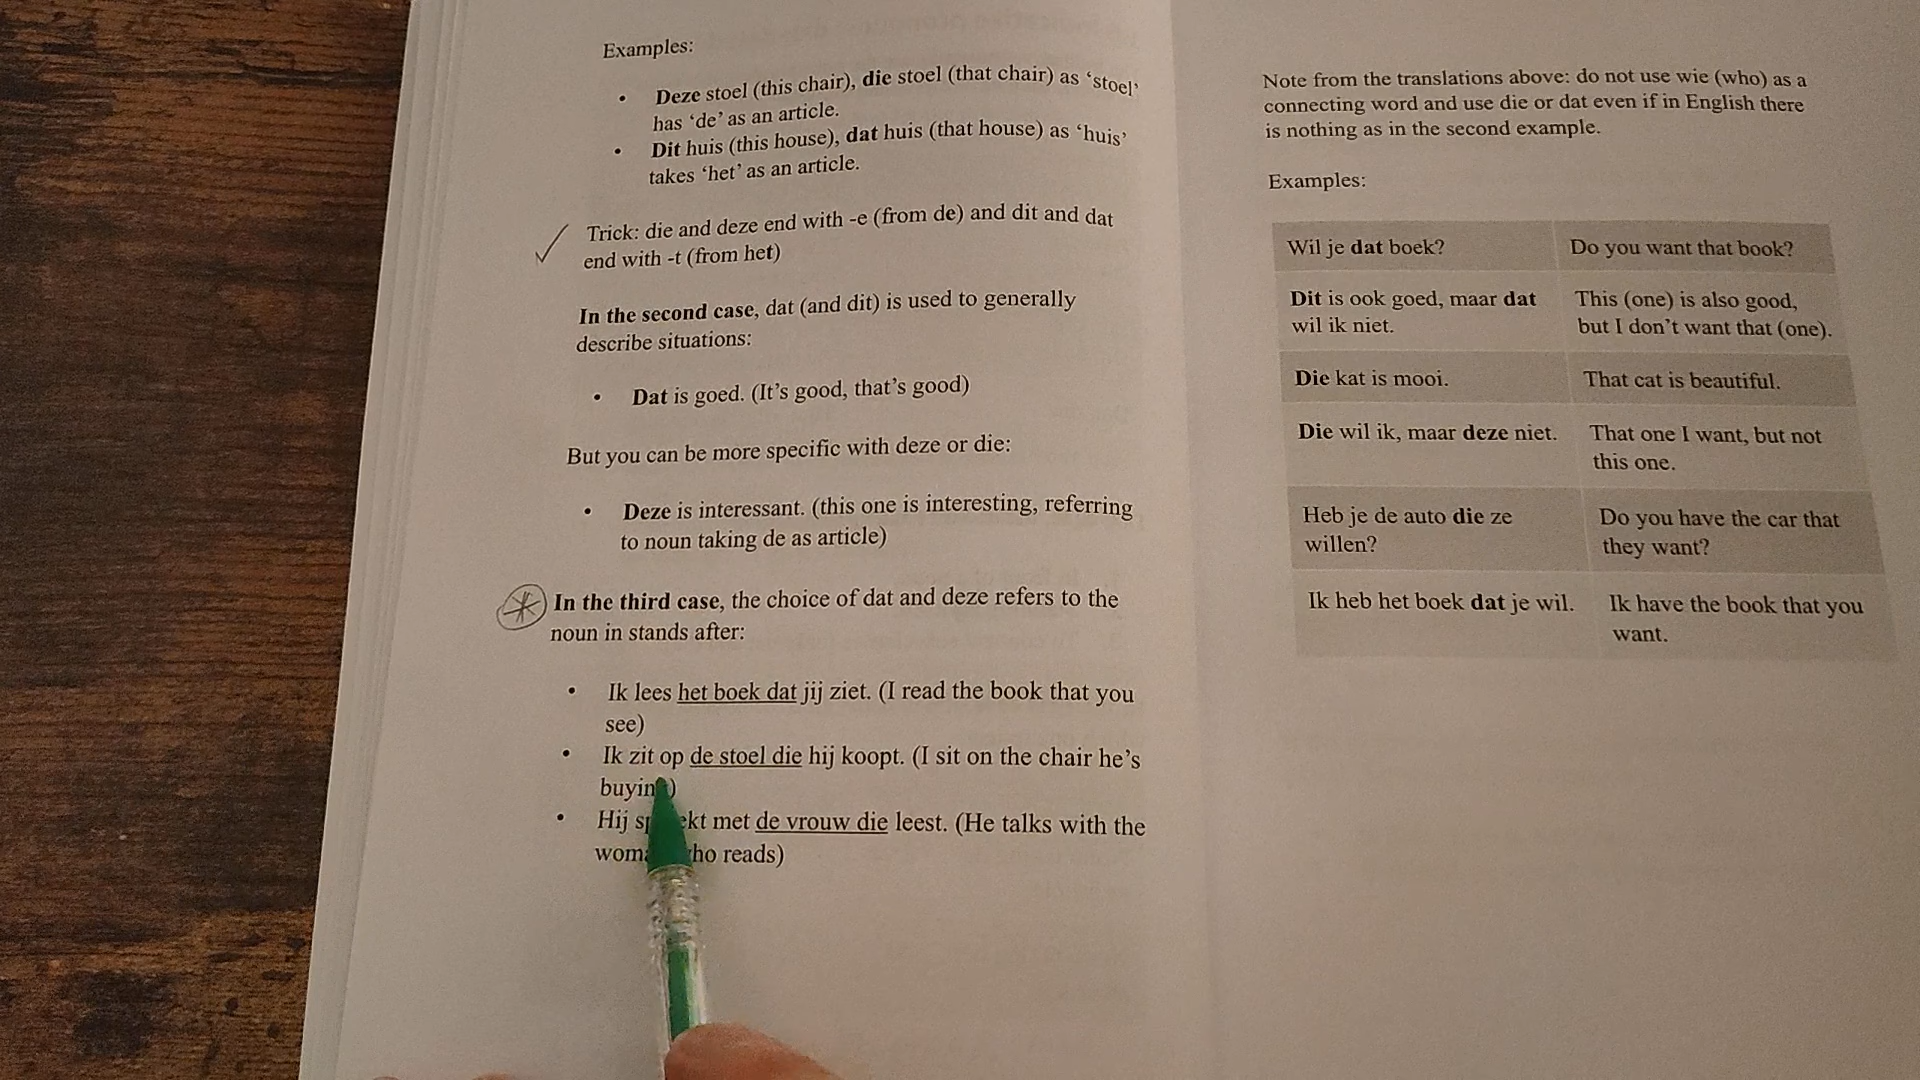 Examples:
• Deze stoel (this chair), die stoel (that chair) as ‘stoel’
has ‘de’ as an article.
• Dit huis (this house), dat huis (that house) as ‘huis’
takes ‘het’ as an article.
Trick: die and deze end with -e (from de) and dit and dat
end with -t (from het)
In the second case, dat (and dit) is used to generally
describe situations:
• Dat is goed. (It’s good, that’s good)
But you can be more specific with deze or die:
• Deze is interessant. (this one is interesting, referring
to noun taking de as article)
In the third case, the choice of dat and deze refers to the
noun in stands after:
• Ik lees het boek dat jij ziet. (I read the book that you
see)
• Ik zit op de stoel die hij koopt. (I sit on the chair he’s
)
• Hij met de vrouw die leest. (He talks with the
reads)
Note from the translations above: do not use wie (who) as a
connecting word and use die or dat even if in English there
is nothing as in the second example.
Examples:
Wil je dat boek? Do you want that book?
Dit is ook goed, maar dat This (one) is also good,
wil ik niet. but I don’t want that (one).
Die kat is mooi. That cat is beautiful.
Die wil ik, maar deze niet. That one I want, but not
this one.
Heb je de auto die ze Do you have the car that
willen? they want?
Ik heb het boek dat je wil. Ik have the book that you
want.